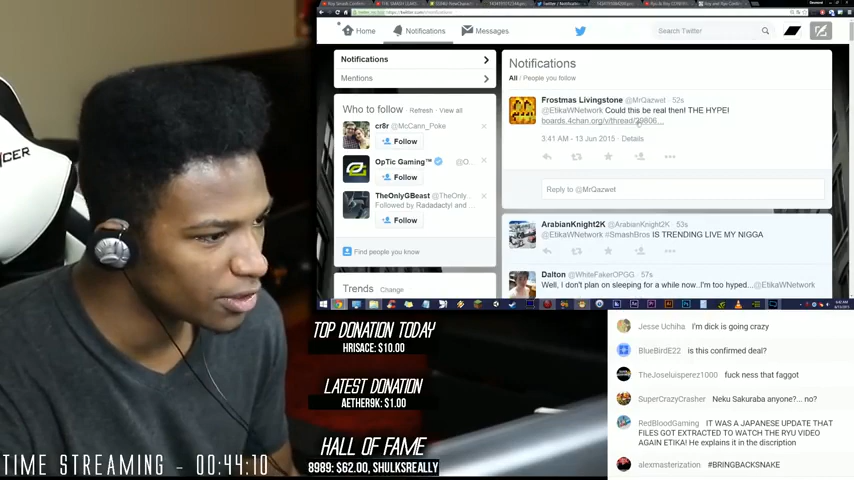 Home
Notifications
Messages
Search Twitter
Notifications
Mentions
Who to follow · Refresh · View all
cr8r @McCann_Poke
Follow
OpTic Gaming™ @O...
Follow
TheOnlyGBeast @TheOnly...
Followed by Radadactyl and ...
Follow
Find people you know
Trends Change
Notifications
All / People you follow
Frostmas Livingstone @MrQazwet · 52s
@EtikaWNetwork Could this be real then! THE HYPE!
boards.4chan.org/v/thread/29806...
3:41 AM - 13 Jun 2015 · Details
Reply to @MrQazwet
ArabianKnight2K @ArabianKnight2K · 53s
@EtikaWNetwork #SmashBros IS TRENDING LIVE MY NIGGA
Dalton @WhiteFakerOPGG · 57s
Well, I don't plan on sleeping for a while now..I'm too hyped...@EtikaWNetwork
CER
TOP DONATION TODAY
HRISACE: $10.00
LATEST DONATION
AETHER9K: $1.00
HALL OF FAME
8989: $62.00, SHULKSREALLY
TIME STREAMING - 00:44:10
Jesse Uchiha I'm dick is going crazy
BlueBirdE22 is this confirmed deal?
TheJoseluisperez1000 fuck ness that faggot
SuperCrazyCrasher Neku Sakuraba anyone?... no?
RedBloodGaming IT WAS A JAPANESE UPDATE THAT
FILES GOT EXTRACTED TO WATCH THE RYU VIDEO
AGAIN ETIKA! He explains it in the discription
alexmasterization #BRINGBACKSNAKE